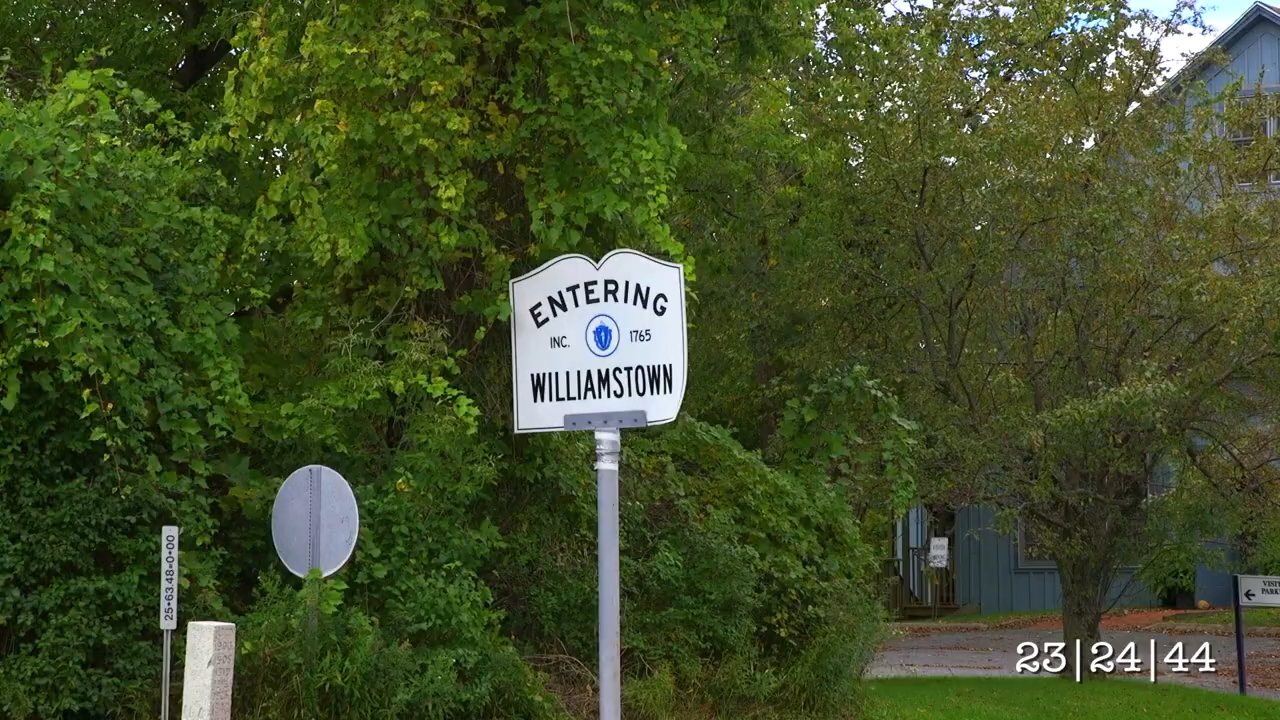 ENTERING
INC. 1765
WILLIAMSTOWN
25•63.48-0•00
23|24|44